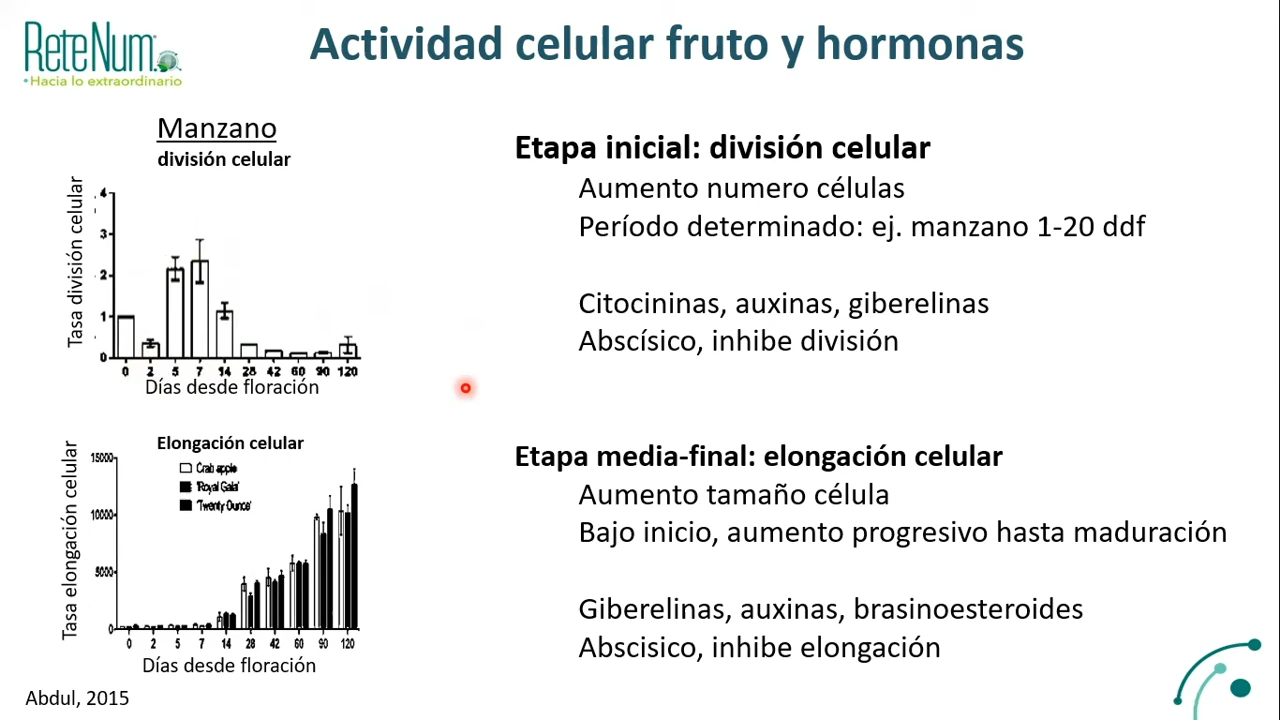 ReteNum
Hacia lo extraordinario
Actividad celular fruto y hormonas
Manzano
división celular
Tasa división celular
4
3
2
1
0
0 2 5 7 14 28 42 60 90 120
Días desde floración
Elongación celular
Tasa elongación celular
15000
10000
5000
0
Crab apple
'Royal Gala'
'Twenty Ounce'
0 2 5 7 14 28 42 60 90 120
Días desde floración
Abdul, 2015
Etapa inicial: división celular
Aumento numero células
Período determinado: ej. manzano 1-20 ddf
Citocininas, auxinas, giberelinas
Abscísico, inhibe división
Etapa media-final: elongación celular
Aumento tamaño célula
Bajo inicio, aumento progresivo hasta maduración
Giberelinas, auxinas, brasinoesteroides
Abscisico, inhibe elongación